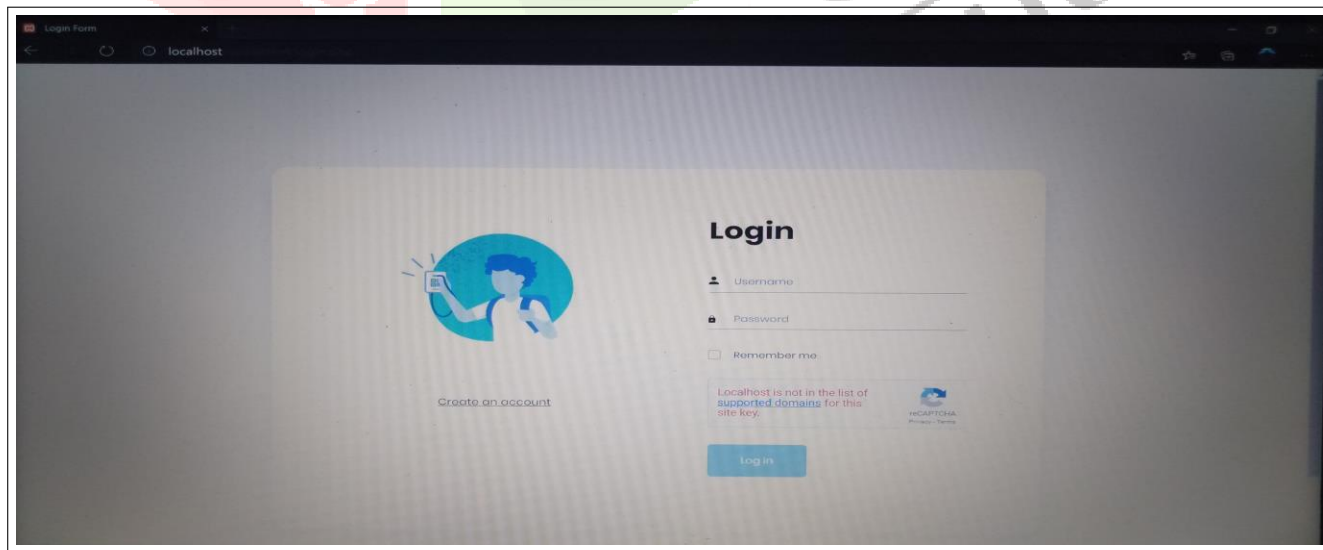 Login Form
localhost
Login
Username
Password
Remember me
Localhost is not in the list of
supported domains for this
site key.
reCAPTCHA
Privacy - Terms
Create an account
Log in